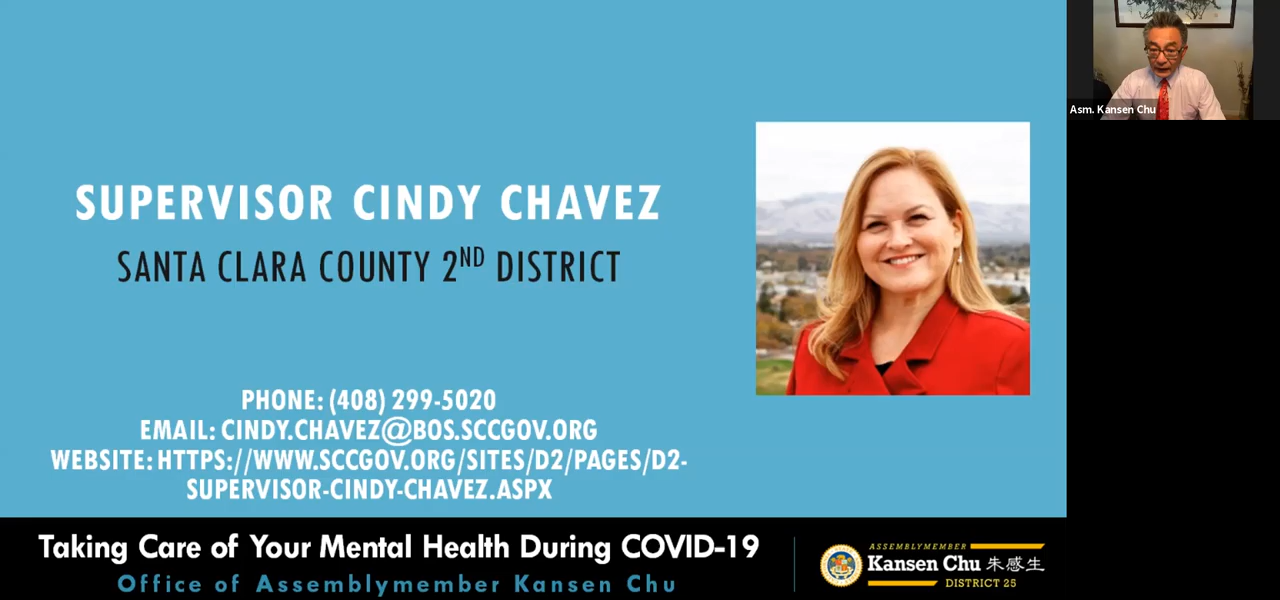 SUPERVISOR CINDY CHAVEZ
SANTA CLARA COUNTY 2ND DISTRICT
PHONE: (408) 299-5020
EMAIL: CINDY.CHAVEZ@BOS.SCCGOV.ORG
WEBSITE: HTTPS://WWW.SCCGOV.ORG/SITES/D2/PAGES/D2-
SUPERVISOR-CINDY-CHAVEZ.ASPX
Asm. Kansen Chu
Taking Care of Your Mental Health During COVID-19
Office of Assemblymember Kansen Chu
ASSEMBLYMEMBER
Kansen Chu 朱感生
DISTRICT 25